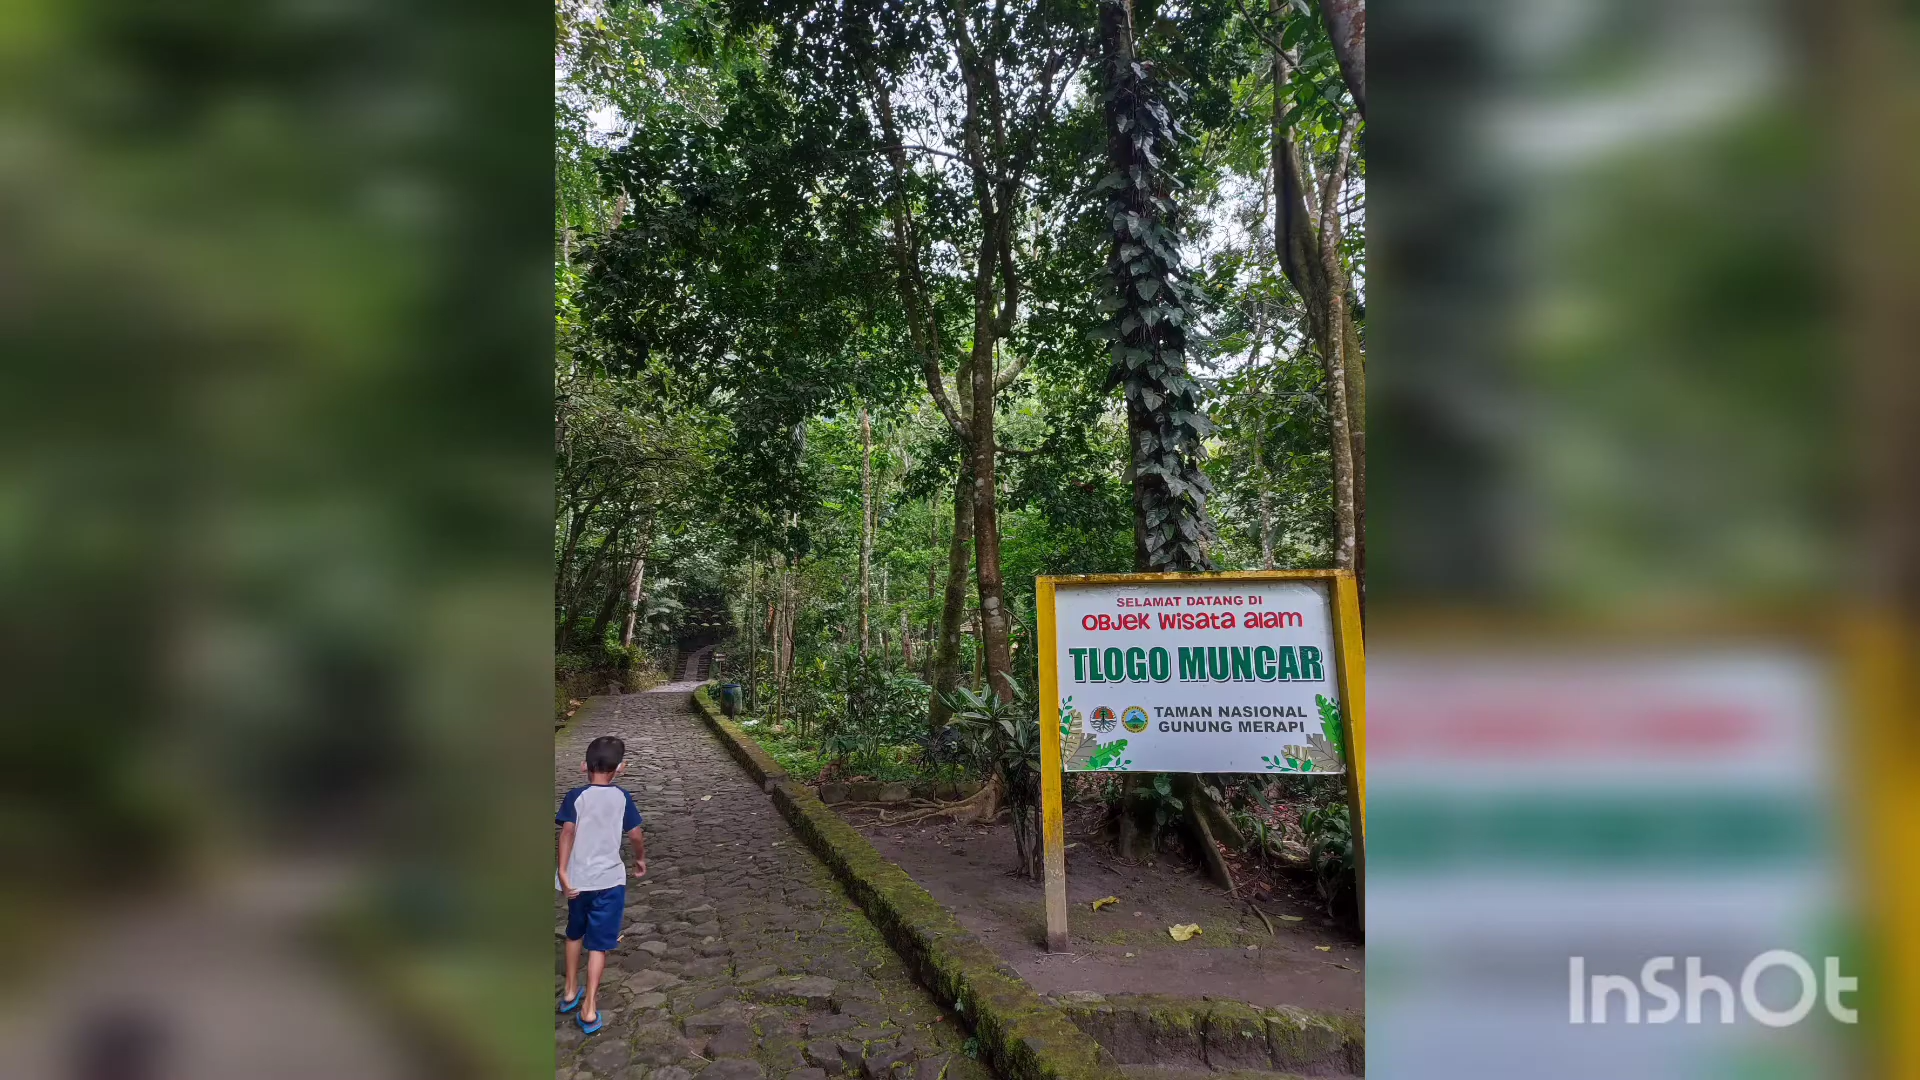 SELAMAT DATANG DI
OBJEK WISATA ALAM
TLOGO MUNCAR
TAMAN NASIONAL
GUNUNG MERAPI
InShOt